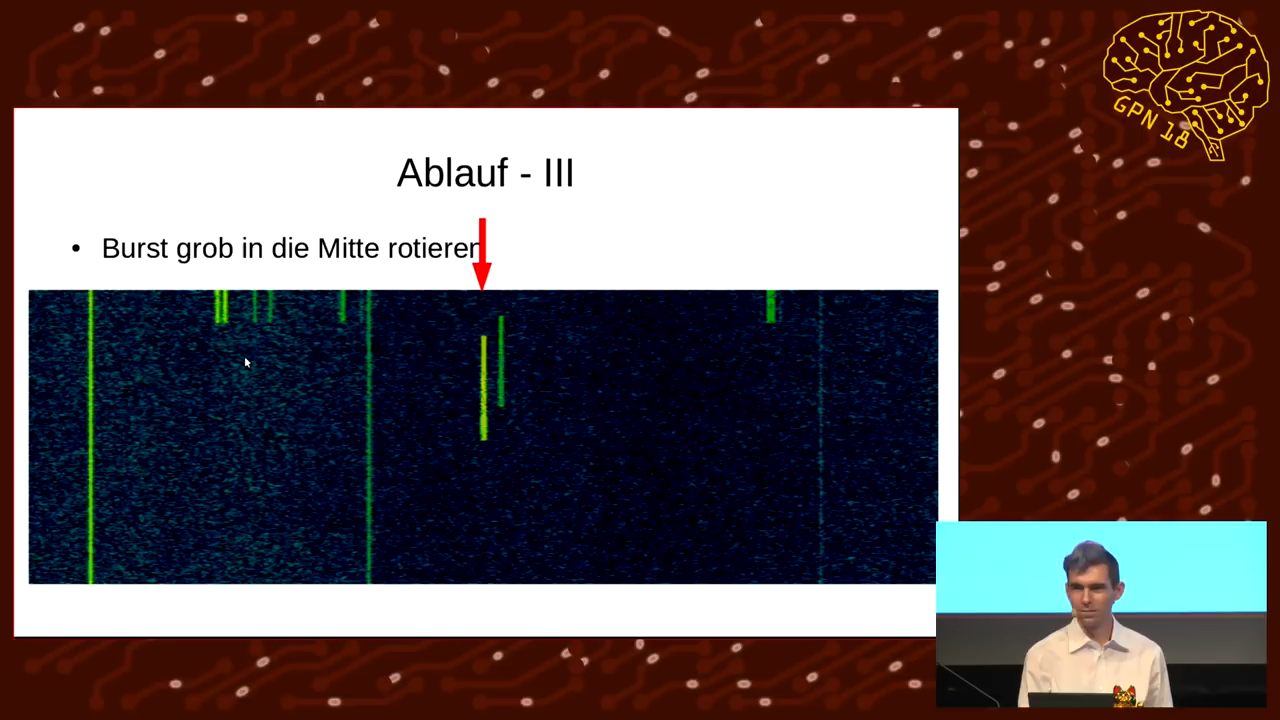 GPN 18
Ablauf - III
• Burst grob in die Mitte rotieren